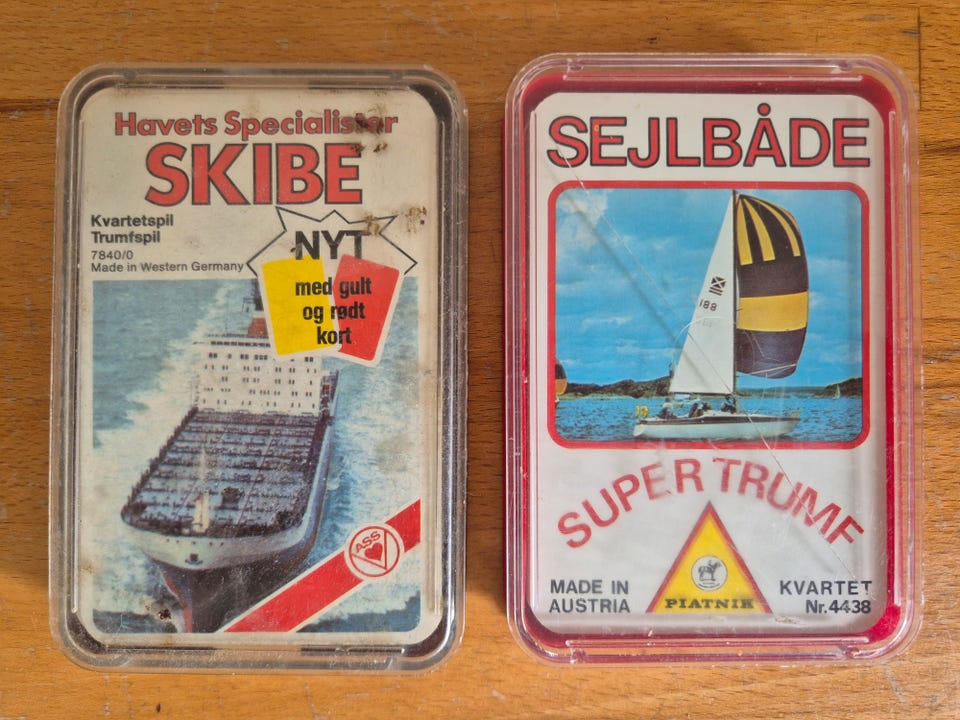 Havets Specialister
SKIBE
Kvartetspil
Trumfspil
7840/0
Made in Western Germany
NYT
med gult
og rødt
kort
ASS
SEJLBÅDE
188
SUPER TRUMF
MADE IN
AUSTRIA
PIATNIK
KVARTET
Nr. 4438